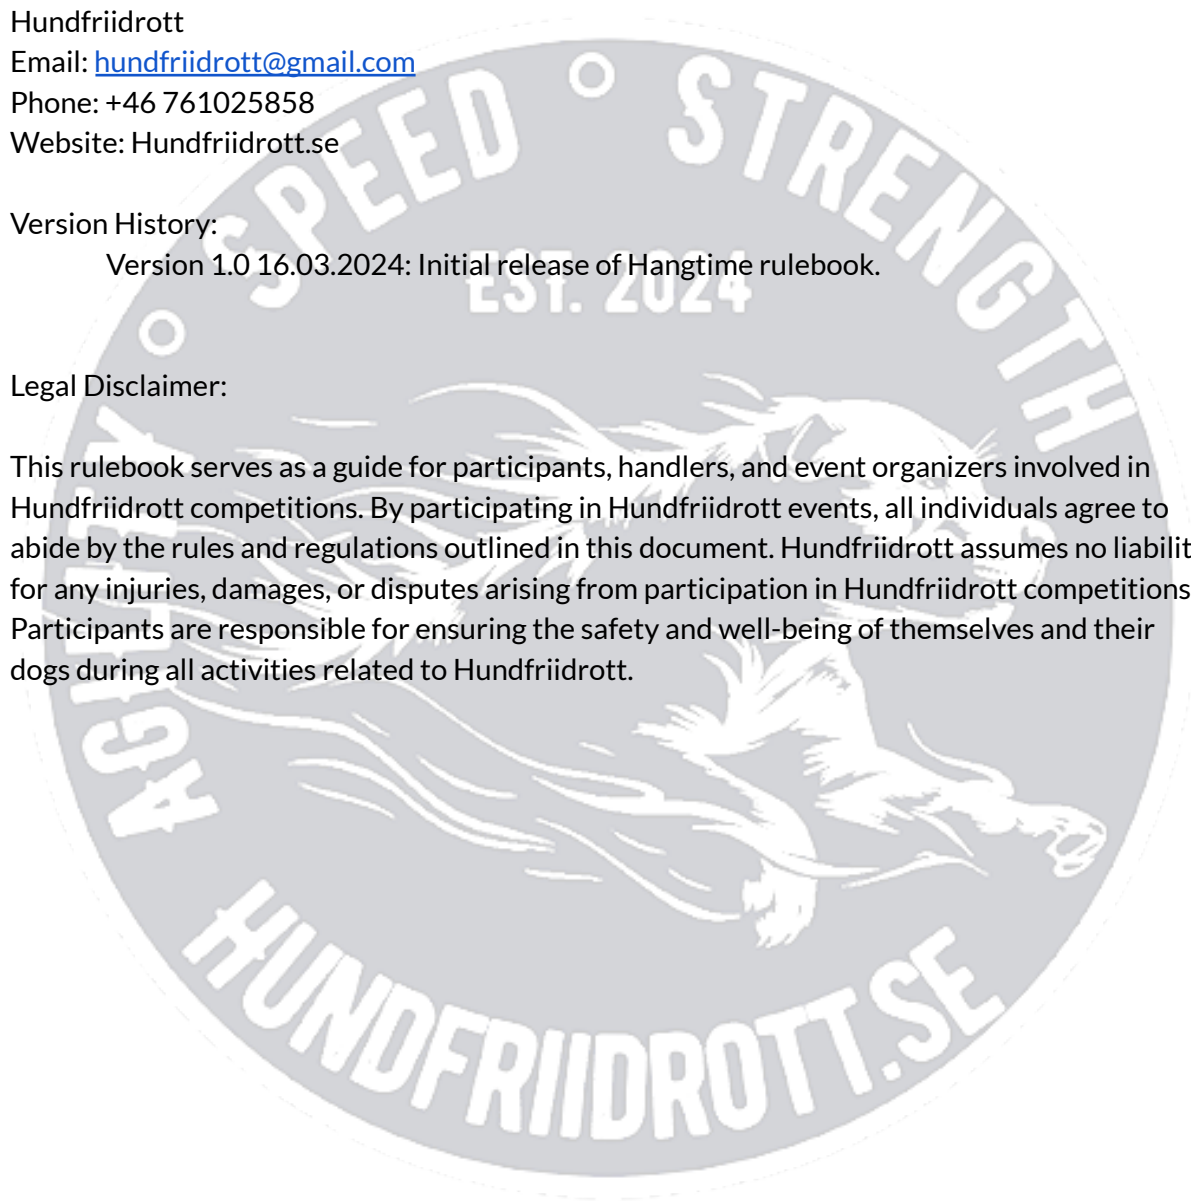 Hundfriidrott
Email: hundfriidrott@gmail.com
Phone: +46 761025858
Website: Hundfriidrott.se
Version History:
Version 1.0 16.03.2024: Initial release of Hangtime rulebook.
Legal Disclaimer:
This rulebook serves as a guide for participants, handlers, and event organizers involved in
Hundfriidrott competitions. By participating in Hundfriidrott events, all individuals agree to
abide by the rules and regulations outlined in this document. Hundfriidrott assumes no liabilit
for any injuries, damages, or disputes arising from participation in Hundfriidrott competitions
Participants are responsible for ensuring the safety and well-being of themselves and their
dogs during all activities related to Hundfriidrott.
AGILITY ° SPEED ° STRENGTH
EST. 2024
HUNDFRIIDROTT.SE